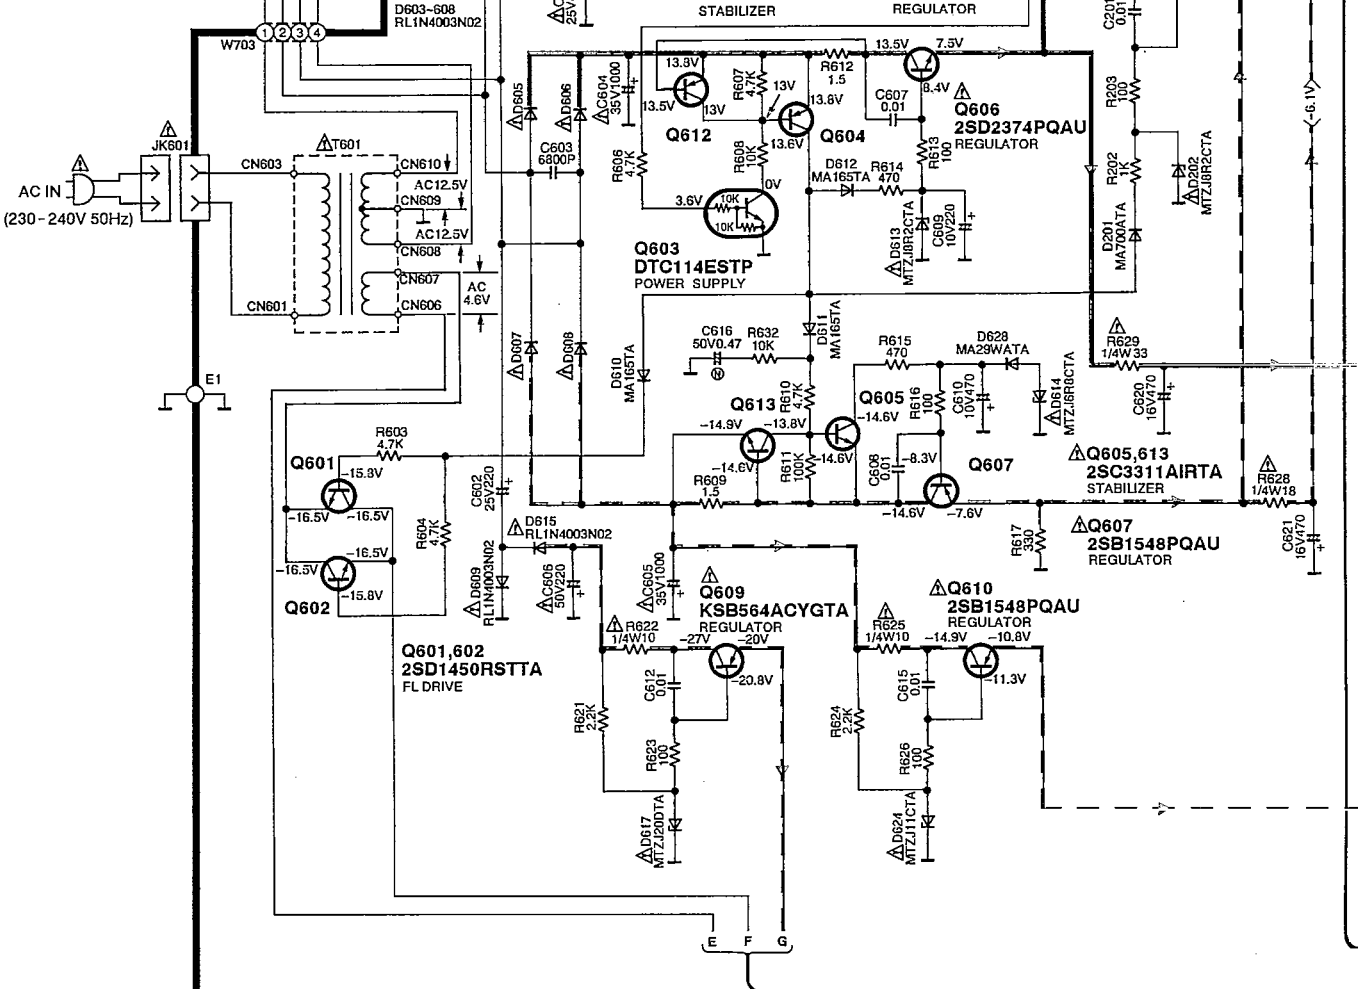 D603~608
RL1N4003N02
STABILIZER
REGULATOR
C201
0.01
W703
1 2 3 4
25V
13.8V
R607
4.7K
13V
R612
1.5
13.5V
7.5V
8.4V
C607
0.01
Q606
2SD2374PQAU
REGULATOR
R203
100
-6.1V
D605
D606
C604
35V1000
13.5V
13V
Q612
13.8V
Q604
13.6V
R608
10K
R606
4.7K
C603
6800P
D612
MA165TA
R614
470
R613
100
R202
1K
D202
MTZJ8R2CTA
JK601
AC IN
(230-240V 50Hz)
CN603
T601
CN610
AC12.5V
CN609
AC12.5V
CN608
CN607
AC
4.6V
CN606
CN601
0V
3.6V
10K
10K
Q603
DTC114ESTP
POWER SUPPLY
D613
MTZJ8R2CTA
C609
10V220
D201
MA700ATA
E1
D607
D608
D610
MA165TA
C616
50V0.47
N
R632
10K
D611
MA165TA
R615
470
D628
MA29WATA
R629
1/4W 33
R610
4.7K
Q613
-14.9V
-13.8V
-14.6V
R611
100K
Q605
-14.6V
-14.6V
R616
100
C610
10V470
D614
MTZJ6R8CTA
C620
16V470
R603
4.7K
Q601
-15.8V
-16.5V
-16.5V
C602
25V220
R609
1.5
C608
0.01
-8.3V
Q607
-14.6V
-7.6V
Q605,613
2SC3311AIRTA
STABILIZER
R628
1/4W18
R604
4.7K
D615
RL1N4003N02
R617
330
Q607
2SB1548PQAU
REGULATOR
C621
16V470
-16.5V
-16.5V
-15.8V
Q602
D609
RL1N4003N02
C606
50V220
C605
35V1000
Q609
KSB564ACYGTA
REGULATOR
Q610
2SB1548PQAU
REGULATOR
R622
1/4W10
-27V
-20V
-20.8V
R625
1/4W10
-14.9V
-10.8V
-11.3V
Q601,602
2SD1450RSTTA
FL DRIVE
C612
0.01
C615
0.01
R621
2.2K
R623
100
R624
2.2K
R626
100
D617
MTZJ20DTA
D624
MTZJ11CTA
E F G